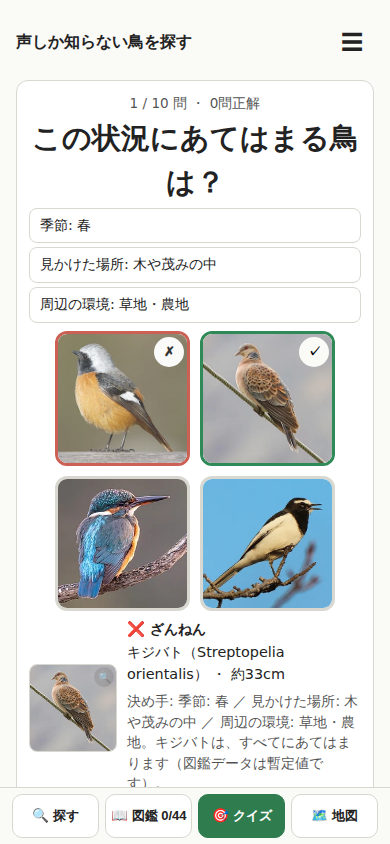 声しか知らない鳥を探す ☰
1 / 10 問 ・ 0問正解
この状況にあてはまる鳥
は？
季節: 春
見かけた場所: 木や茂みの中
周辺の環境: 草地・農地
✗ ✓
❌ ざんねん
キジバト（Streptopelia
orientalis） ・ 約33cm
決め手: 季節: 春 ／ 見かけた場所: 木
や茂みの中 ／ 周辺の環境: 草地・農
地。キジバトは、すべてにあてはま
ります（図鑑データは暫定値で
す）。
🔍 探す 📖 図鑑 0/44 🎯 クイズ 🗺️ 地図